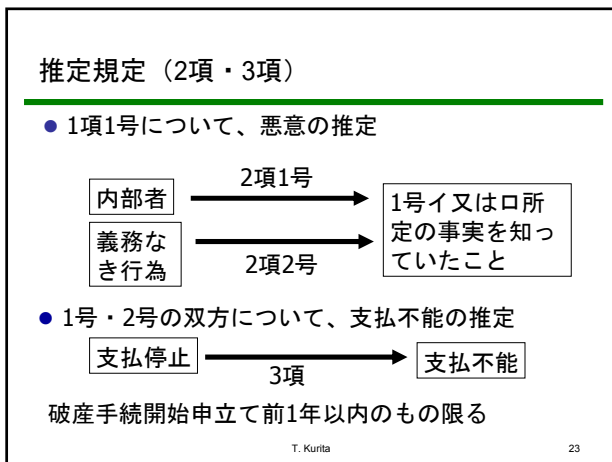 推定規定（2項・3項）
● 1項1号について、悪意の推定
内部者
2項1号
義務な
き行為
2項2号
1号イ又はロ所
定の事実を知っ
ていたこと
● 1号・2号の双方について、支払不能の推定
支払停止
3項
支払不能
破産手続開始申立て前1年以内のもの限る
T. Kurita
23